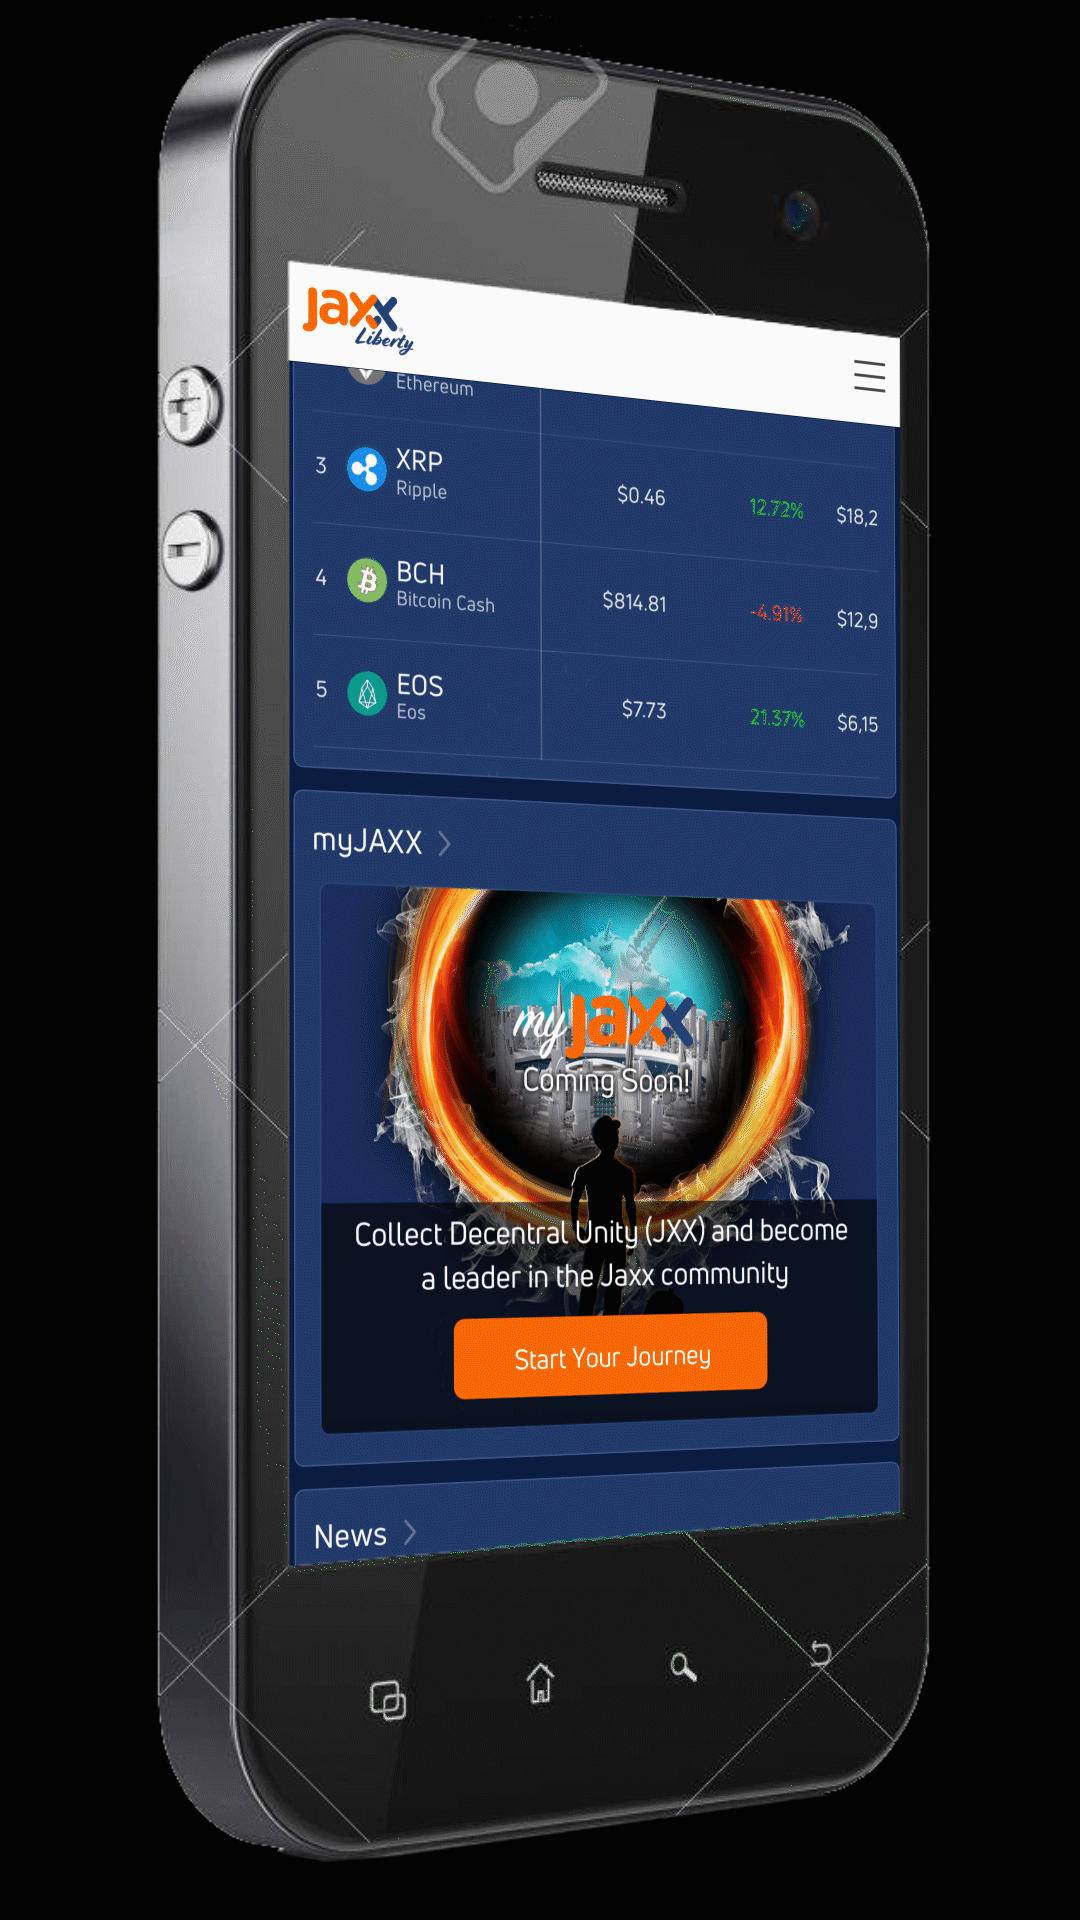 Jaxx
Liberty
Ethereum
3 XRP $0.46 12.72% $18,2
Ripple
4 BCH $814.81 -4.91% $12,9
Bitcoin Cash
5 EOS $7.73 21.37% $6,15
Eos
myJAXX
my Jaxx
Coming Soon!
Collect Decentral Unity (JXX) and become
a leader in the Jaxx community
Start Your Journey
News